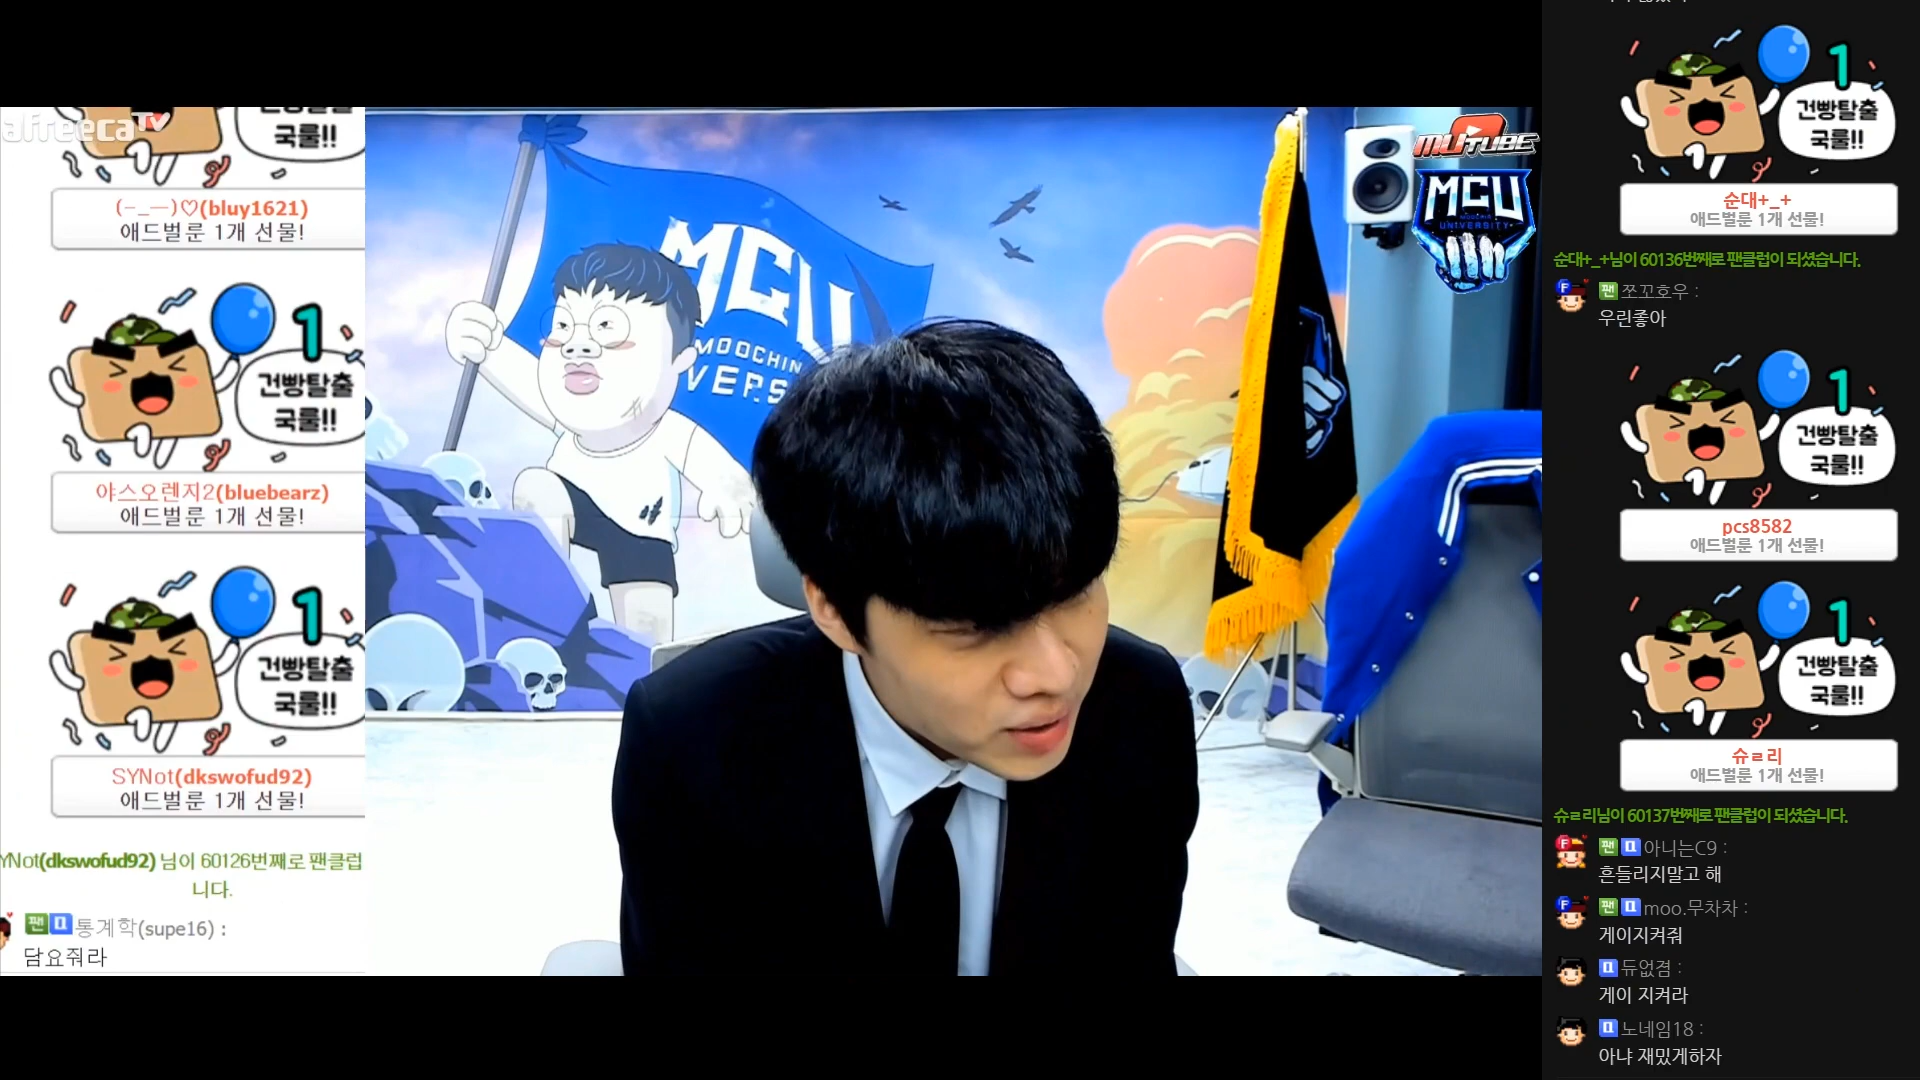 afreecaTV
건빵탈출
국룰!!
(-_-)♡(bluy1621)
애드벌룬 1개 선물!
1
건빵탈출
국룰!!
야스오렌지2(bluebearz)
애드벌룬 1개 선물!
1
건빵탈출
국룰!!
SYNot(dkswofud92)
애드벌룬 1개 선물!
YNot(dkswofud92) 님이 60126번째로 팬클럽
니다.
팬 통계학(supe16) :
담요줘라
MCU
MOOCHIN
VERS
MUTUBE
MCU
UNIVERSITY
1
건빵탈출
국룰!!
순대+_+
애드벌룬 1개 선물!
순대+_+님이 60136번째로 팬클럽이 되셨습니다.
팬 쪼꼬호우 :
우린좋아
1
건빵탈출
국룰!!
pcs8582
애드벌룬 1개 선물!
1
건빵탈출
국룰!!
슈ㄹ리
애드벌룬 1개 선물!
슈ㄹ리님이 60137번째로 팬클럽이 되셨습니다.
팬 아니는C9 :
흔들리지말고 해
팬 moo.무차차 :
게이지켜줘
듀없겸 :
게이 지켜라
노네임18 :
아냐 재밌게하자